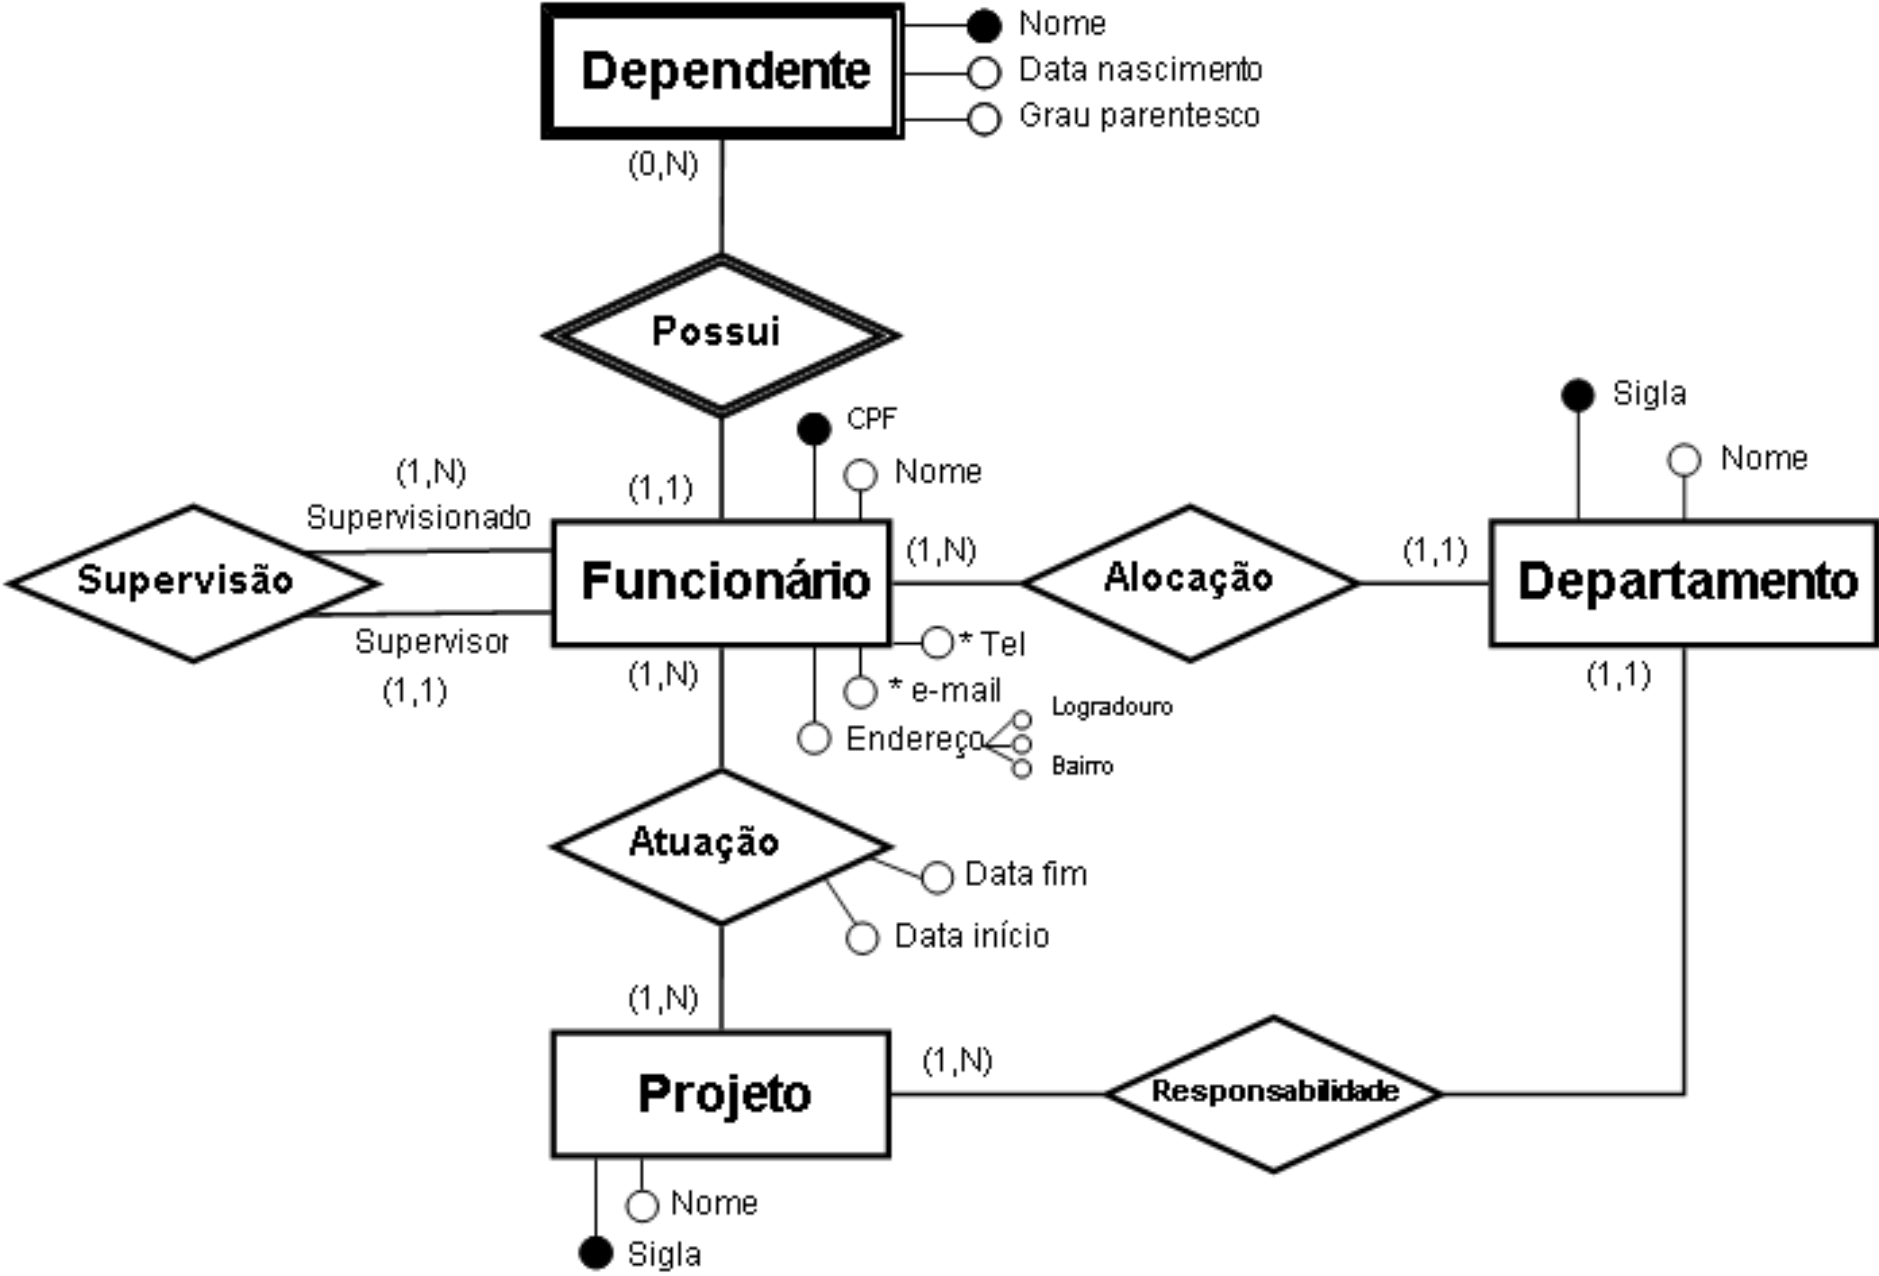 Nome
Dependente
Data nascimento
Grau parentesco
(0,N)
Possui
CPF
Sigla
Nome
Nome
(1,N)
(1,1)
Supervisionado
(1,N)
(1,1)
Supervisão
Funcionário
Alocação
Departamento
Supervisor
* Tel
(1,1)
(1,N)
* e-mail
(1,1)
Logradouro
Endereço
Bairro
Atuação
Data fim
Data início
(1,N)
(1,N)
Projeto
Responsabilidade
Nome
Sigla